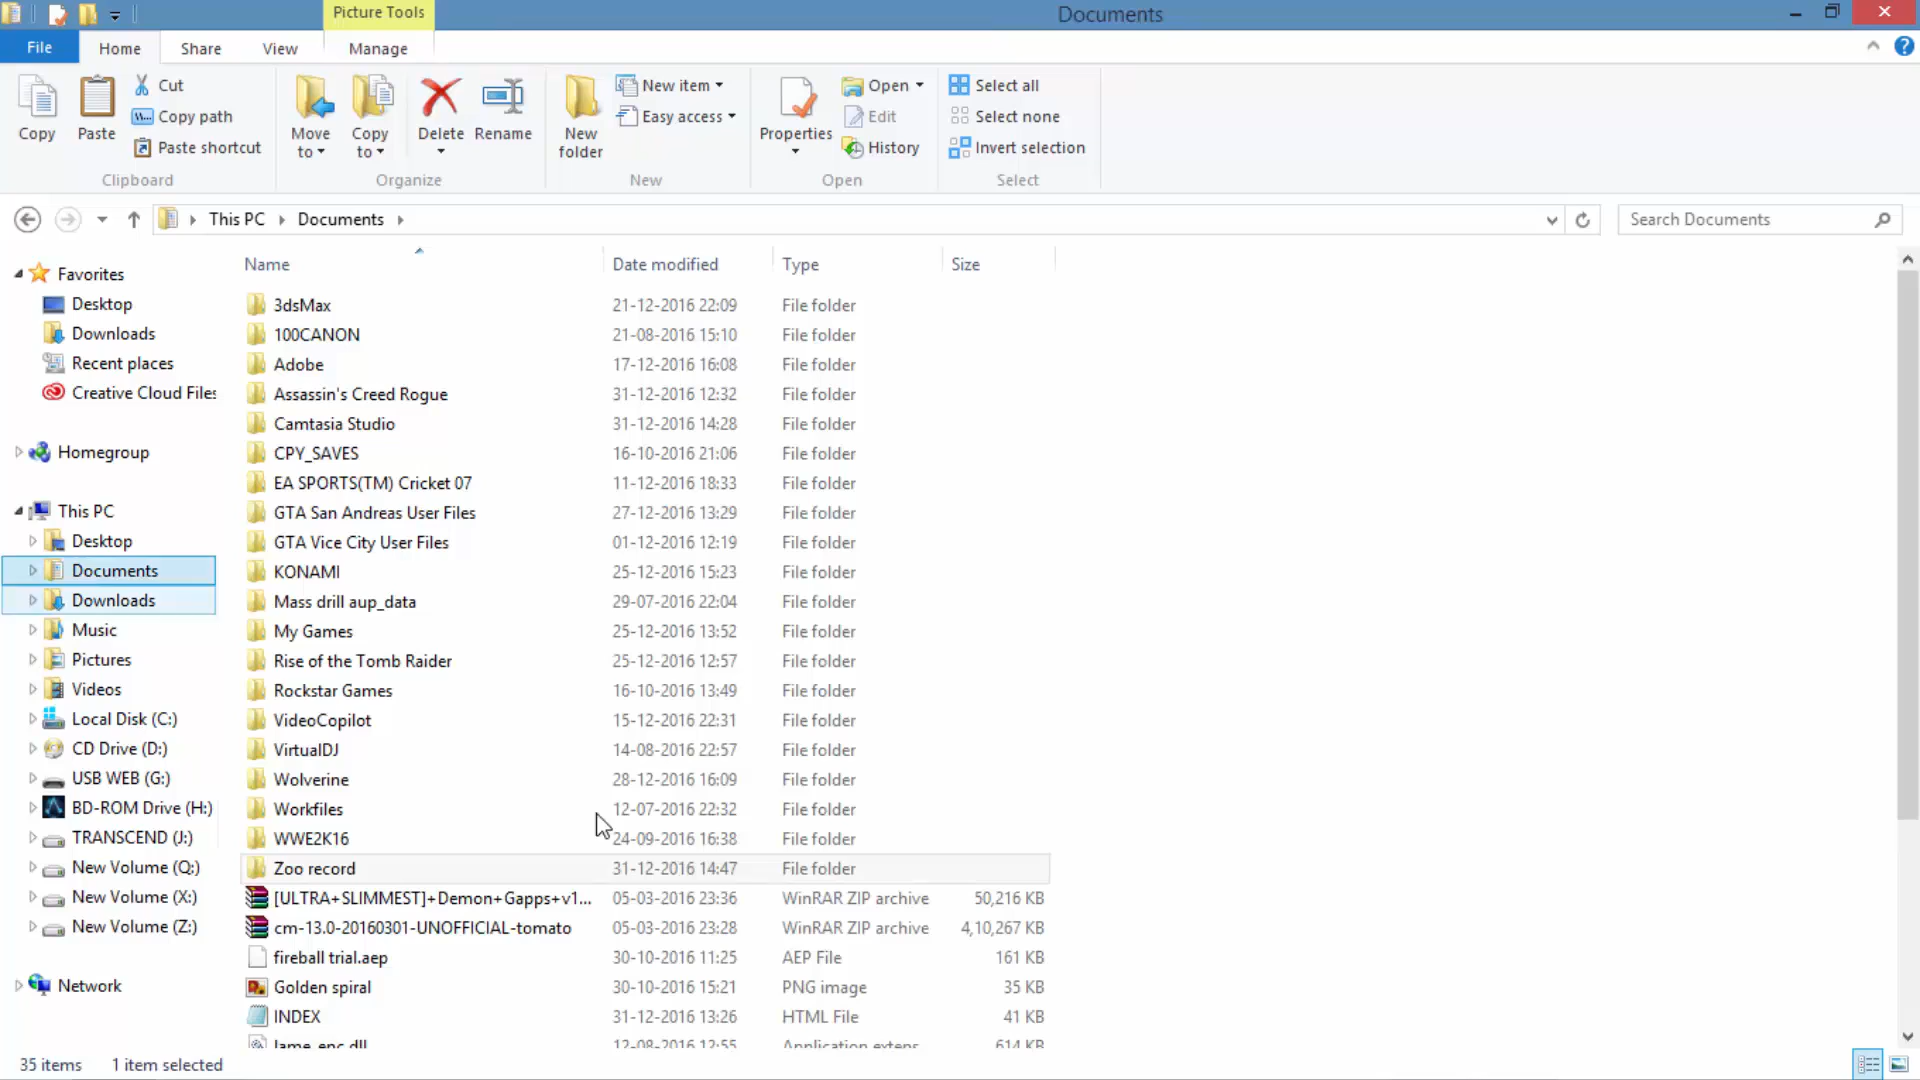 Picture Tools
Documents
File
Home
Share
View
Manage
Copy
Paste
Cut
Copy path
Paste shortcut
Clipboard
Move to
Copy to
Delete
Rename
Organize
New folder
New item
Easy access
New
Properties
Open
Edit
History
Open
Select all
Select none
Invert selection
Select
This PC
Documents
Search Documents
Favorites
Desktop
Downloads
Recent places
Creative Cloud Files
Homegroup
This PC
Desktop
Documents
Downloads
Music
Pictures
Videos
Local Disk (C:)
CD Drive (D:)
USB WEB (G:)
BD-ROM Drive (H:)
TRANSCEND (J:)
New Volume (Q:)
New Volume (X:)
New Volume (Z:)
Network
Name Date modified Type Size
3dsMax 21-12-2016 22:09 File folder
100CANON 21-08-2016 15:10 File folder
Adobe 17-12-2016 16:08 File folder
Assassin's Creed Rogue 31-12-2016 12:32 File folder
Camtasia Studio 31-12-2016 14:28 File folder
CPY_SAVES 16-10-2016 21:06 File folder
EA SPORTS(TM) Cricket 07 11-12-2016 18:33 File folder
GTA San Andreas User Files 27-12-2016 13:29 File folder
GTA Vice City User Files 01-12-2016 12:19 File folder
KONAMI 25-12-2016 15:23 File folder
Mass drill aup_data 29-07-2016 22:04 File folder
My Games 25-12-2016 13:52 File folder
Rise of the Tomb Raider 25-12-2016 12:57 File folder
Rockstar Games 16-10-2016 13:49 File folder
VideoCopilot 15-12-2016 22:31 File folder
VirtualDJ 14-08-2016 22:57 File folder
Wolverine 28-12-2016 16:09 File folder
Workfiles 12-07-2016 22:32 File folder
WWE2K16 24-09-2016 16:38 File folder
Zoo record 31-12-2016 14:47 File folder
[ULTRA+SLIMMEST]+Demon+Gapps+v1... 05-03-2016 23:36 WinRAR ZIP archive 50,216 KB
cm-13.0-20160301-UNOFFICIAL-tomato 05-03-2016 23:28 WinRAR ZIP archive 4,10,267 KB
fireball trial.aep 30-10-2016 11:25 AEP File 161 KB
Golden spiral 30-10-2016 15:21 PNG image 35 KB
INDEX 31-12-2016 13:26 HTML File 41 KB
lame_enc.dll 12-08-2016 12:55 Application extens... 614 KB
35 items 1 item selected